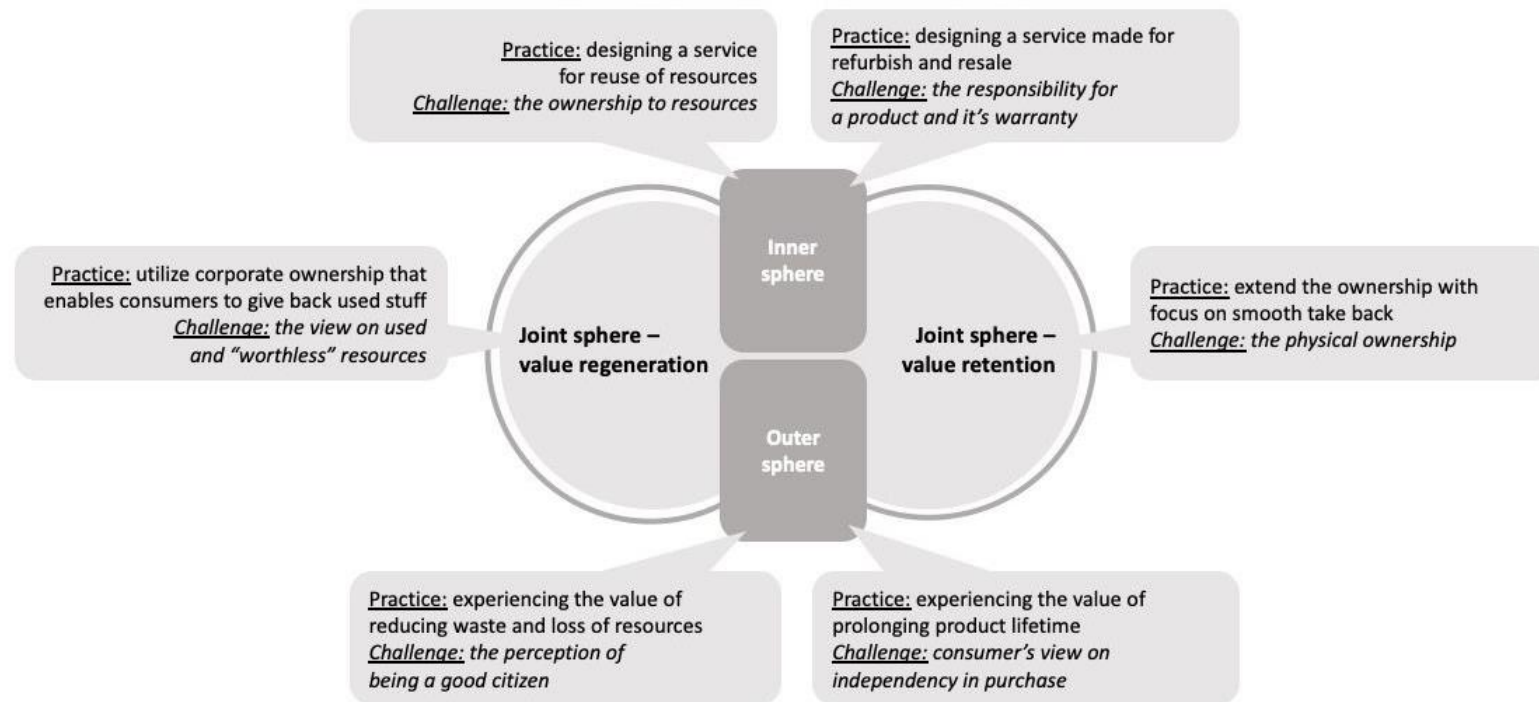 Practice: designing a service
for reuse of resources
Challenge: the ownership to resources
Practice: designing a service made for
refurbish and resale
Challenge: the responsibility for
a product and it's warranty
Inner
sphere
Practice: utilize corporate ownership that
enables consumers to give back used stuff
Challenge: the view on used
and “worthless” resources
Joint sphere –
value regeneration
Joint sphere –
value retention
Practice: extend the ownership with
focus on smooth take back
Challenge: the physical ownership
Outer
sphere
Practice: experiencing the value of
reducing waste and loss of resources
Challenge: the perception of
being a good citizen
Practice: experiencing the value of
prolonging product lifetime
Challenge: consumer’s view on
independency in purchase